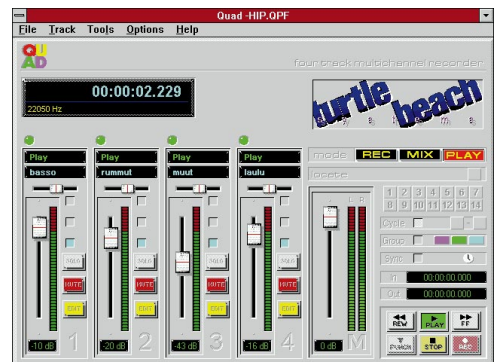 Quad -HIP.QPF
File Track Tools Options Help
QUAD
four track multichannel recorder
00:00:02.229
22050 Hz
turtle beach
systems
Play Play Play Play
basso rummut muut laulu
mode REC MIX PLAY
locate
L R
1 2 3 4 5 6 7
8 9 10 11 12 13 14
Cycle
Group
Sync
SOLO SOLO SOLO SOLO
MUTE MUTE MUTE MUTE
EDIT EDIT EDIT EDIT
In 00:00:00.000
Out 00:00:00.000
REW PLAY FF
PUNCH STOP REC
-10 dB 1 -20 dB 2 -43 dB 3 -16 dB 4 0 dB M